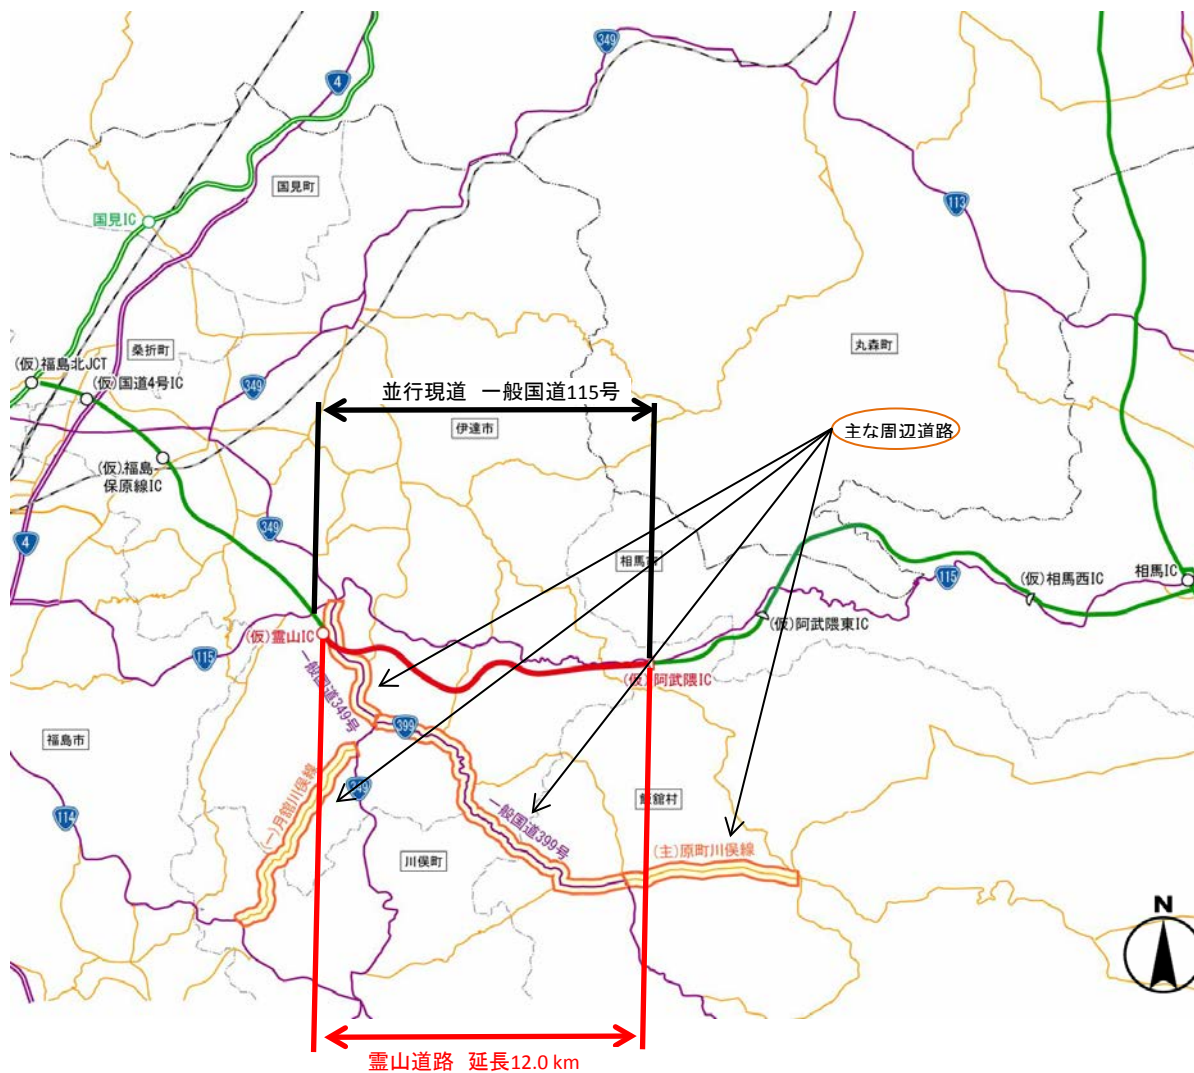 349
4
国見町
国見IC
113
桑折町
丸森町
(仮)福島北JCT
(仮)国道4号IC
349
並行現道 一般国道115号
伊達市
主な周辺道路
(仮)福島
保原線IC
349
4
相馬市
115
(仮)相馬西IC
相馬IC
(仮)阿武隈東IC
(仮)霊山IC
115
(仮)阿武隈IC
一般国道349号
399
福島市
349
114
(一)月舘川俣線
一般国道399号
飯舘村
川俣町
(主)原町川俣線
N
霊山道路 延長12.0 km